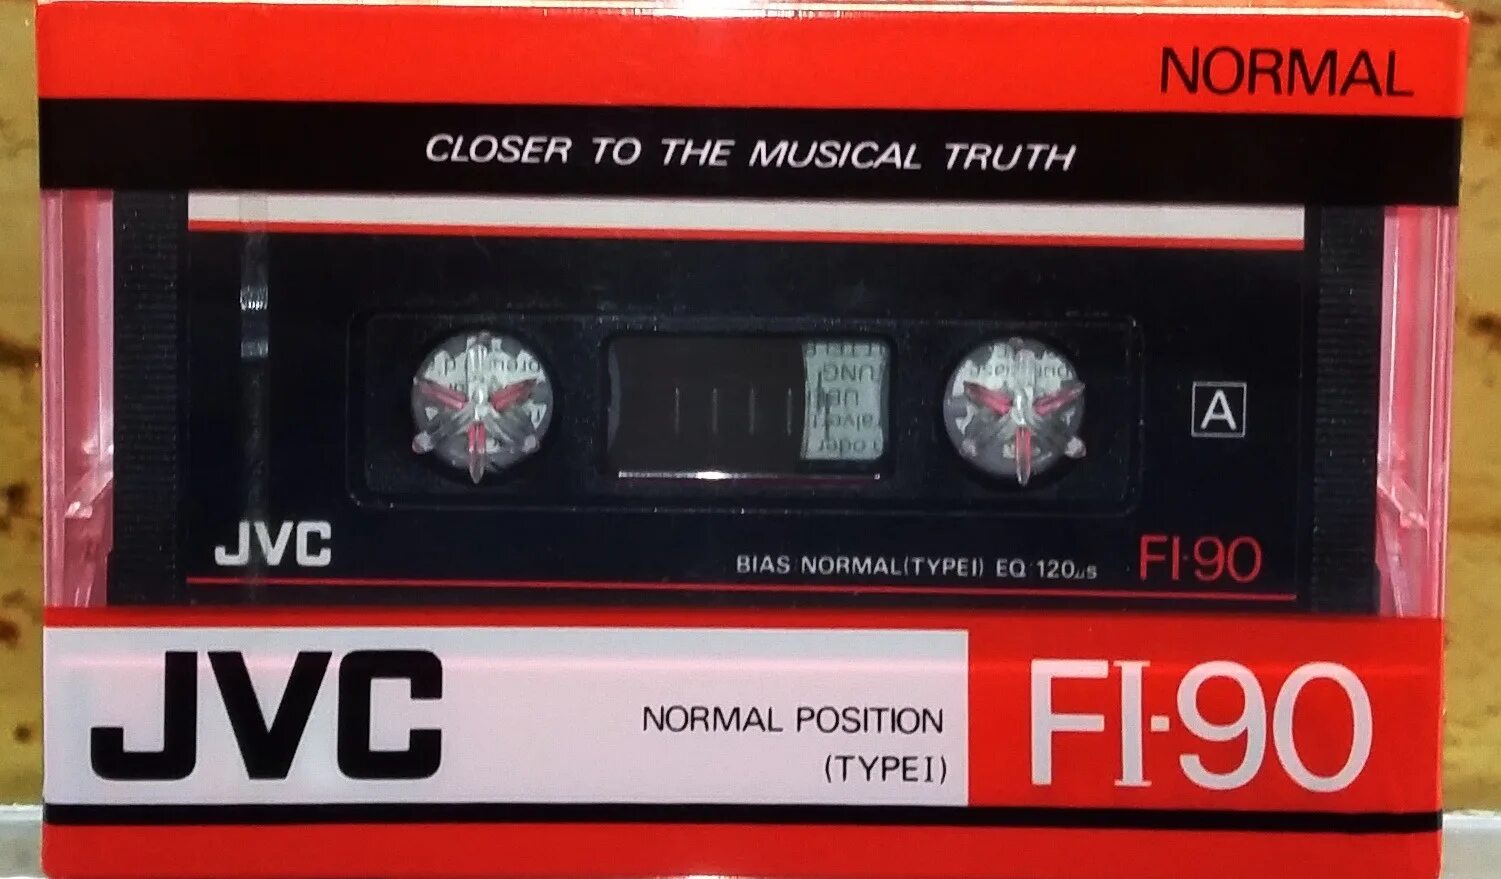 NORMAL
CLOSER TO THE MUSICAL TRUTH
A
JVC
BIAS:NORMAL(TYPEI) EQ:120μs
FI·90
JVC
NORMAL POSITION
(TYPEI)
FI-90